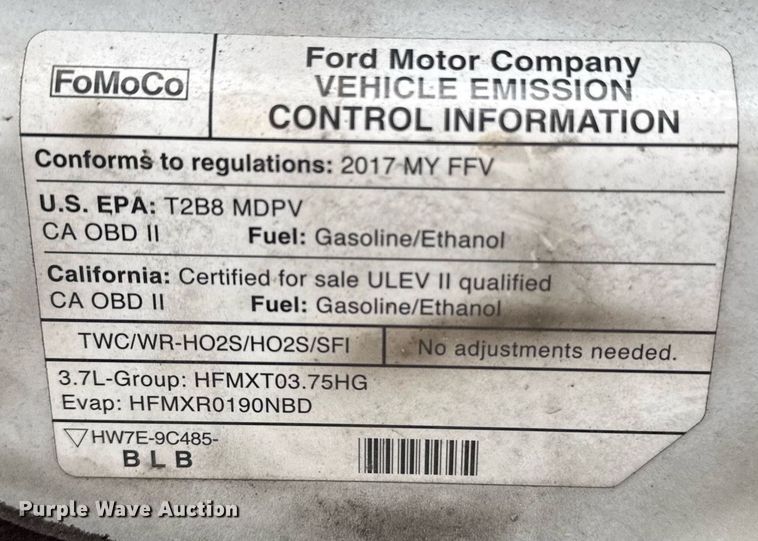 FoMoCo
Ford Motor Company
VEHICLE EMISSION
CONTROL INFORMATION
Conforms to regulations: 2017 MY FFV
U.S. EPA: T2B8 MDPV
CA OBD II Fuel: Gasoline/Ethanol
California: Certified for sale ULEV II qualified
CA OBD II Fuel: Gasoline/Ethanol
TWC/WR-HO2S/HO2S/SFI
No adjustments needed.
3.7L-Group: HFMXT03.75HG
Evap: HFMXR0190NBD
HW7E-9C485-
BLB
Purple Wave Auction